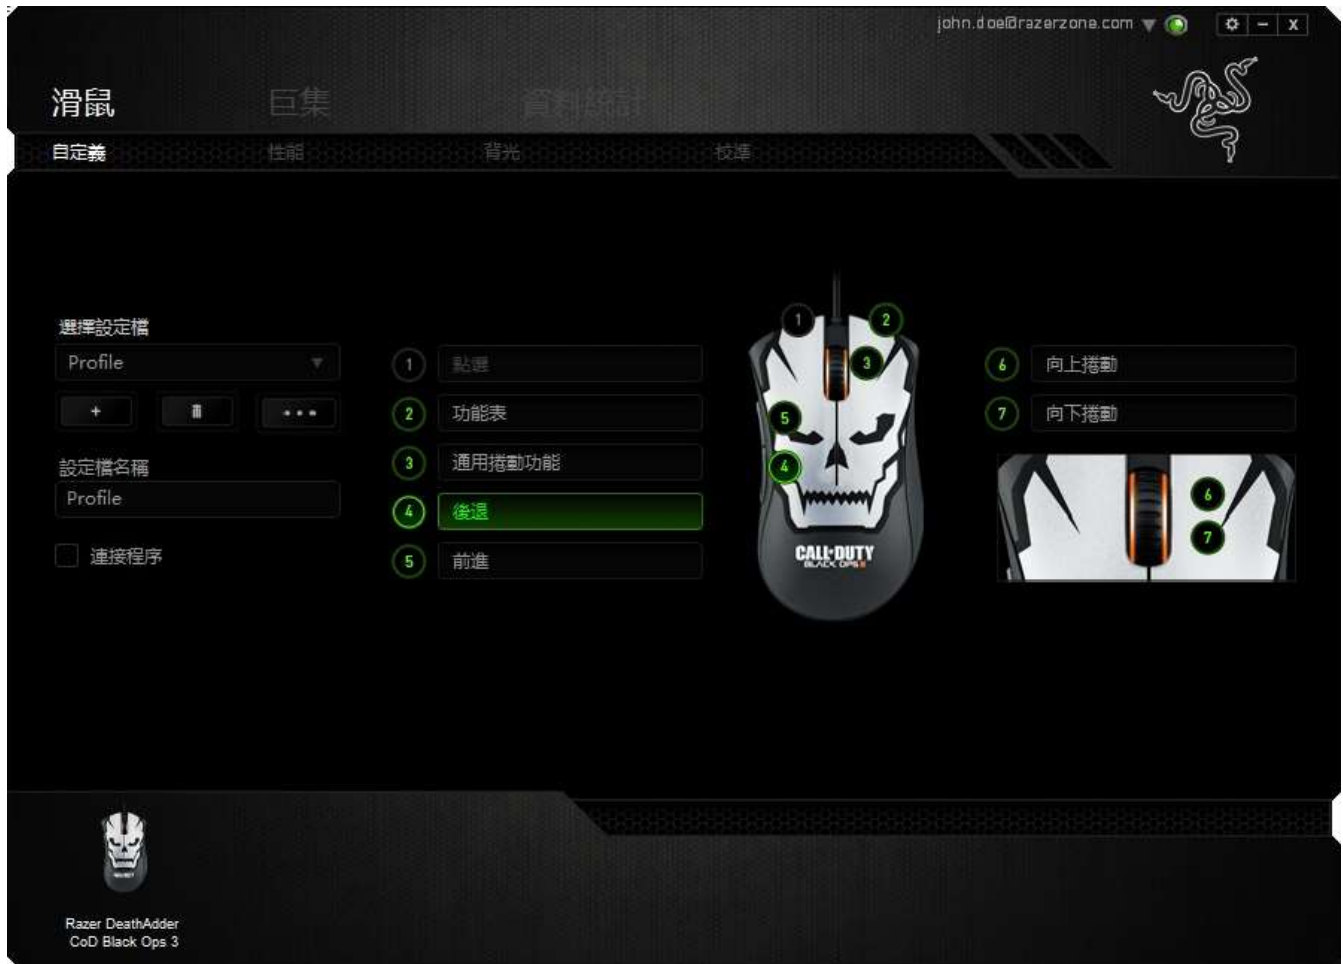 john.doe@razerzone.com
滑鼠 巨集 資料統計
自定義 性能 背光 校準
選擇設定檔
Profile
設定檔名稱
Profile
連接程序
1 點選
2 功能表
3 通用捲動功能
4 後退
5 前進
1
2
3
5
4
CALL OF DUTY
BLACK OPS III
6 向上捲動
7 向下捲動
6
7
Razer DeathAdder
CoD Black Ops 3